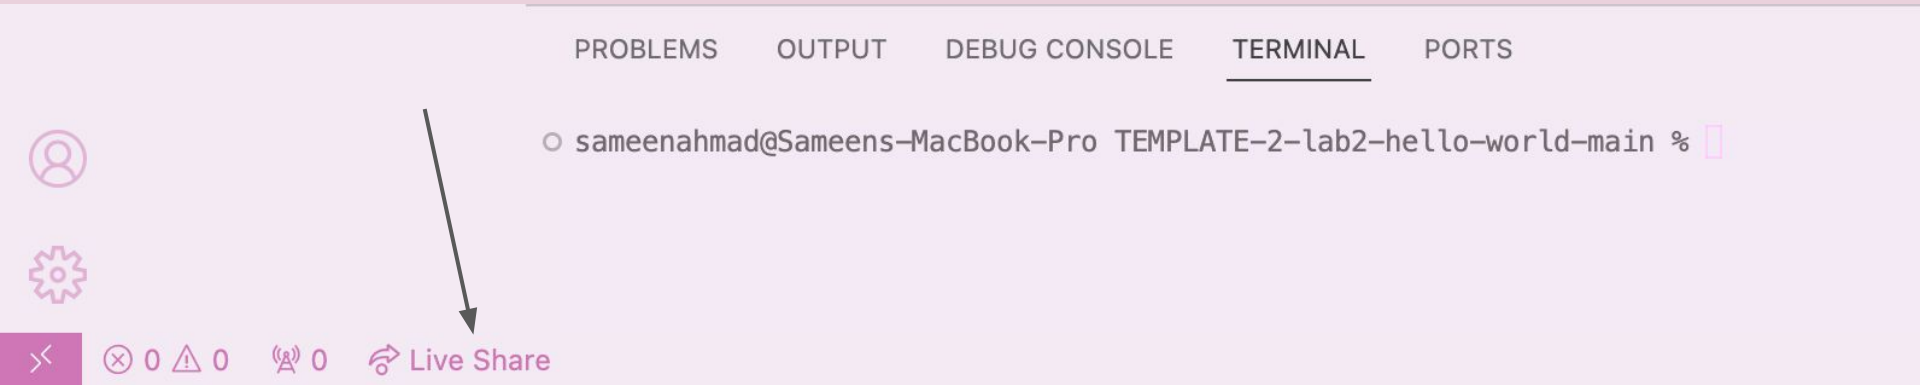 PROBLEMS OUTPUT DEBUG CONSOLE TERMINAL PORTS
sameenahmad@Sameens-MacBook-Pro TEMPLATE-2-lab2-hello-world-main %
0 0 0 Live Share